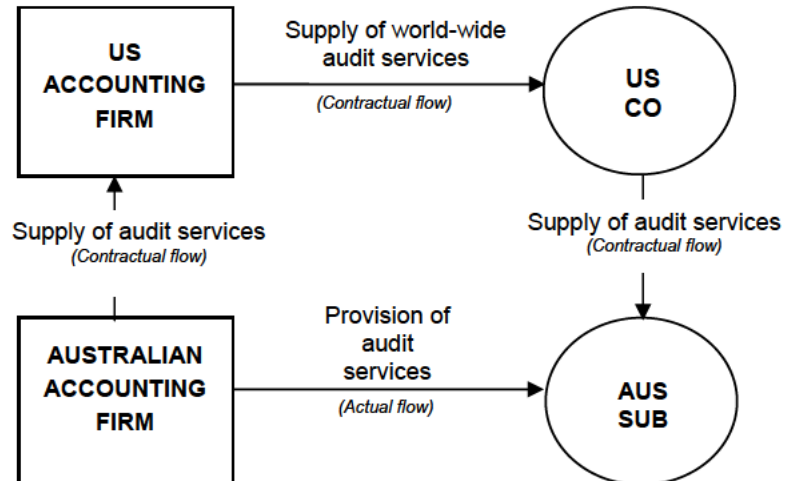 US
ACCOUNTING
FIRM
Supply of world-wide
audit services
(Contractual flow)
US
CO
Supply of audit services
(Contractual flow)
Supply of audit services
(Contractual flow)
AUSTRALIAN
ACCOUNTING
FIRM
Provision of
audit
services
(Actual flow)
AUS
SUB